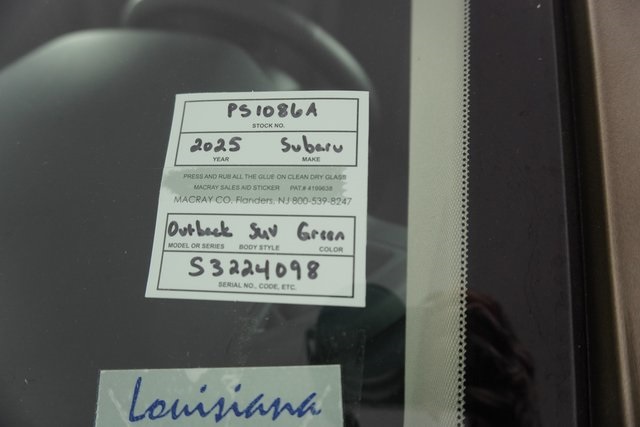 PS1086A
STOCK NO.
2025 Subaru
YEAR MAKE
PRESS AND RUB ALL THE GLUE ON CLEAN DRY GLASS
MACRAY SALES AID STICKER PAT.# 4199638
MACRAY CO. Flanders, NJ 800-539-8247
Outback Suv Green
MODEL OR SERIES BODY STYLE COLOR
S3224098
SERIAL NO., CODE, ETC.
Louisiana